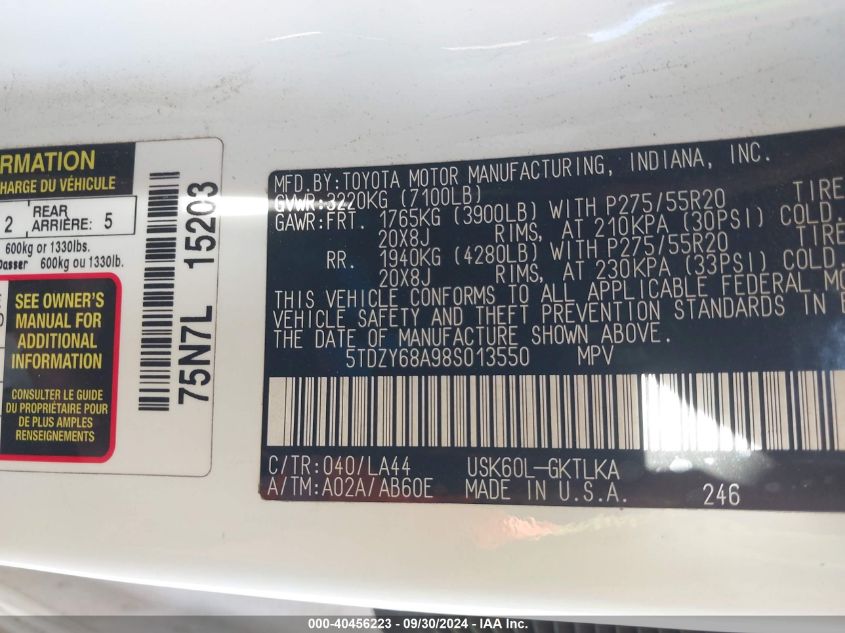 RMATION
CHARGE DU VÉHICULE
2 REAR ARRIÈRE: 5
600kg or 1330lbs.
passer 600kg ou 1330lb.
SEE OWNER'S
MANUAL FOR
ADDITIONAL
INFORMATION
VOIR LE GUIDE
DU PROPRIÉTAIRE POUR
DE PLUS AMPLES
RENSEIGNEMENTS
75N7L 15203
MFD.BY:TOYOTA MOTOR MANUFACTURING, INDIANA, INC.
GVWR:3220KG (7100LB)
GAWR:FRT. 1765KG (3900LB) WITH P275/55R20 TIRE
20X8J RIMS, AT 210KPA (30PSI) COLD.
RR. 1940KG (4280LB) WITH P275/55R20 TIRE
20X8J RIMS, AT 230KPA (33PSI) COLD.
THIS VEHICLE CONFORMS TO ALL APPLICABLE FEDERAL MO
VEHICLE SAFETY AND THEFT PREVENTION STANDARDS IN E
THE DATE OF MANUFACTURE SHOWN ABOVE.
5TDZY68A98S013550 MPV
C/TR:040/LA44 USK60L-GKTLKA
A/TM:A02A/AB60E MADE IN U.S.A. 246
000-40456223 - 09/30/2024 - IAA Inc.